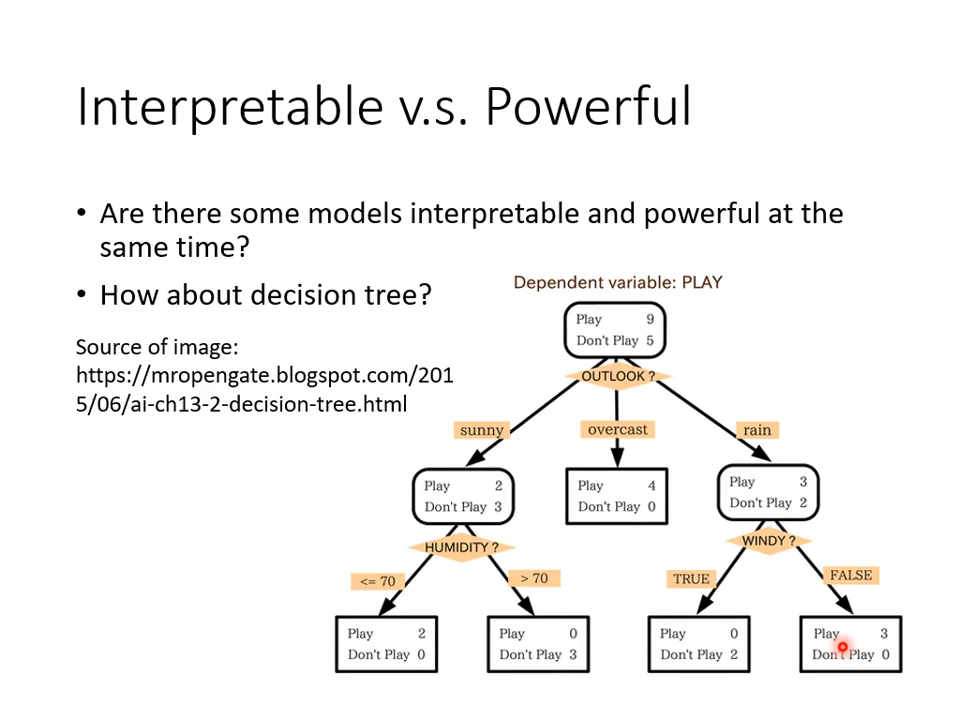 Interpretable v.s. Powerful
• Are there some models interpretable and powerful at the
same time?
• How about decision tree?
Source of image:
https://mropengate.blogspot.com/201
5/06/ai-ch13-2-decision-tree.html
Dependent variable: PLAY
Play 9
Don't Play 5
OUTLOOK ?
sunny
overcast
rain
Play 2
Don't Play 3
Play 4
Don't Play 0
Play 3
Don't Play 2
HUMIDITY ?
WINDY ?
<= 70
> 70
TRUE
FALSE
Play 2
Don't Play 0
Play 0
Don't Play 3
Play 0
Don't Play 2
Play 3
Don't Play 0